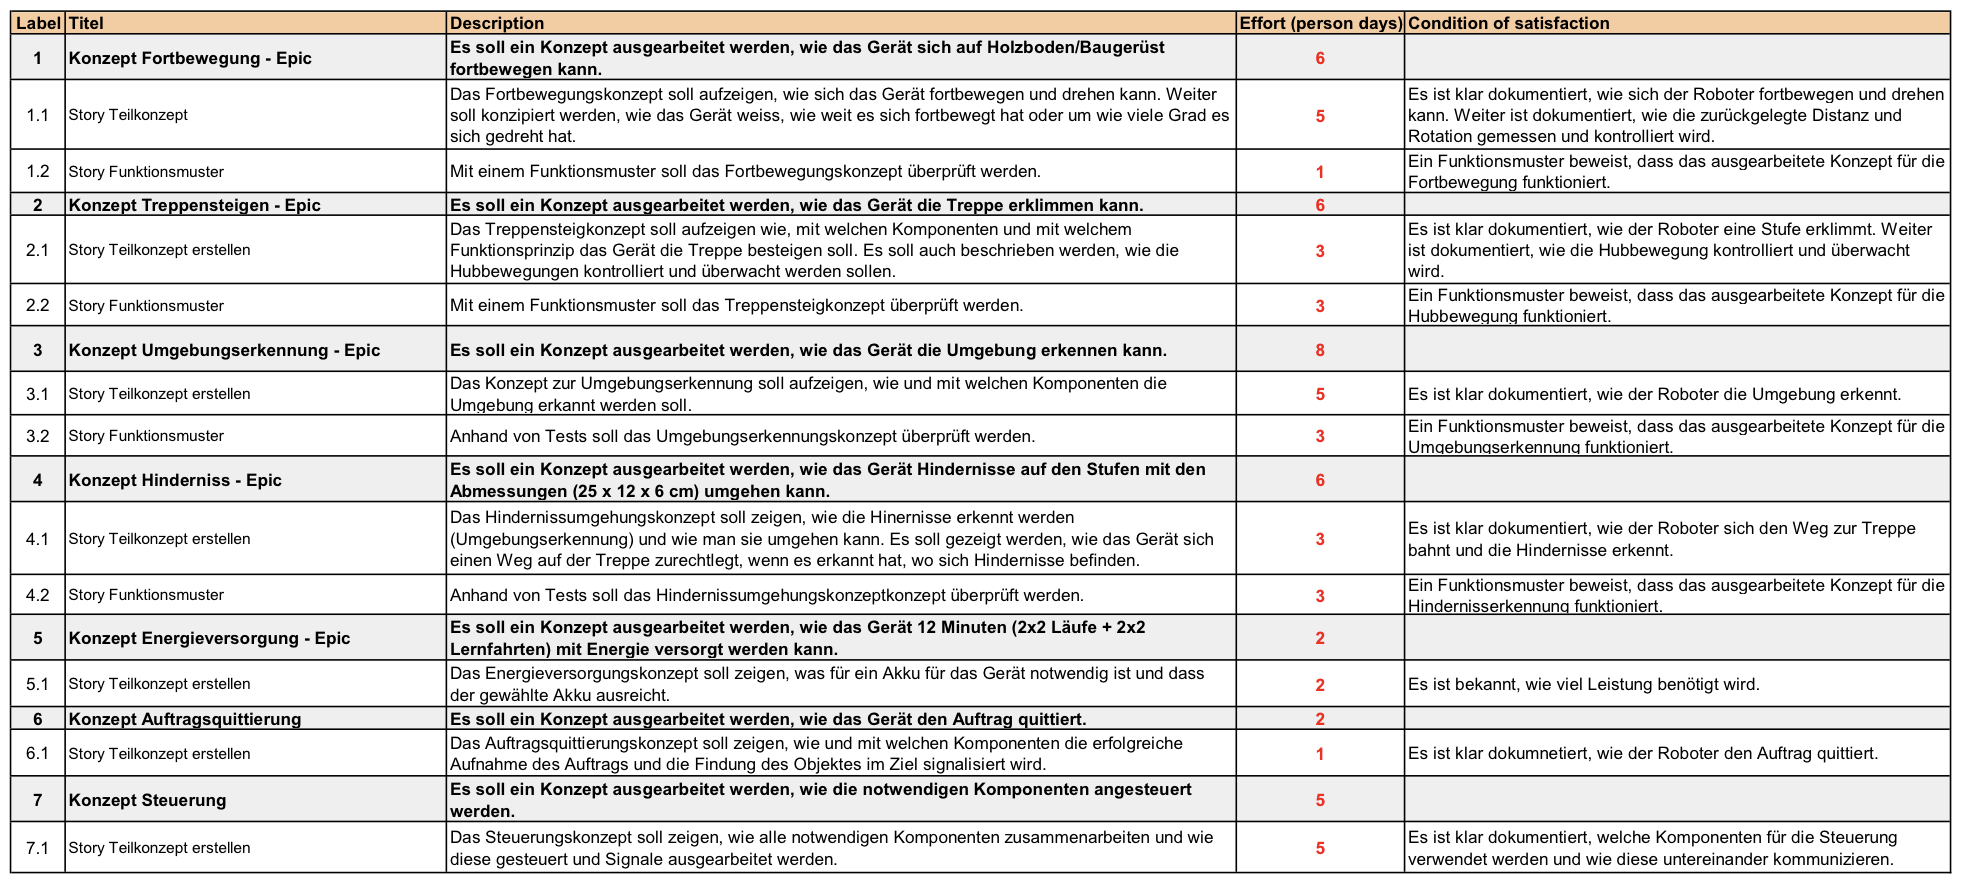 Label Titel Description Effort (person days) Condition of satisfaction
1 Konzept Fortbewegung - Epic Es soll ein Konzept ausgearbeitet werden, wie das Gerät sich auf Holzboden/Baugerüst
fortbewegen kann. 6
1.1 Story Teilkonzept Das Fortbewegungskonzept soll aufzeigen, wie sich das Gerät fortbewegen und drehen kann. Weiter
soll konzipiert werden, wie das Gerät weiss, wie weit es sich fortbewegt hat oder um wie viele Grad es
sich gedreht hat. 5 Es ist klar dokumentiert, wie sich der Roboter fortbewegen und drehen
kann. Weiter ist dokumentiert, wie die zurückgelegte Distanz und
Rotation gemessen und kontrolliert wird.
1.2 Story Funktionsmuster Mit einem Funktionsmuster soll das Fortbewegungskonzept überprüft werden. 1 Ein Funktionsmuster beweist, dass das ausgearbeitete Konzept für die
Fortbewegung funktioniert.
2 Konzept Treppensteigen - Epic Es soll ein Konzept ausgearbeitet werden, wie das Gerät die Treppe erklimmen kann. 6
2.1 Story Teilkonzept erstellen Das Treppensteigkonzept soll aufzeigen wie, mit welchen Komponenten und mit welchem
Funktionsprinzip das Gerät die Treppe besteigen soll. Es soll auch beschrieben werden, wie die
Hubbewegungen kontrolliert und überwacht werden sollen. 3 Es ist klar dokumentiert, wie der Roboter eine Stufe erklimmt. Weiter
ist dokumentiert, wie die Hubbewegung kontrolliert und überwacht
wird.
2.2 Story Funktionsmuster Mit einem Funktionsmuster soll das Treppensteigkonzept überprüft werden. 3 Ein Funktionsmuster beweist, dass das ausgearbeitete Konzept für die
Hubbewegung funktioniert.
3 Konzept Umgebungserkennung - Epic Es soll ein Konzept ausgearbeitet werden, wie das Gerät die Umgebung erkennen kann. 8
3.1 Story Teilkonzept erstellen Das Konzept zur Umgebungserkennung soll aufzeigen, wie und mit welchen Komponenten die
Umgebung erkannt werden soll. 5 Es ist klar dokumentiert, wie der Roboter die Umgebung erkennt.
3.2 Story Funktionsmuster Anhand von Tests soll das Umgebungserkennungskonzept überprüft werden. 3 Ein Funktionsmuster beweist, dass das ausgearbeitete Konzept für die
Umgebungserkennung funktioniert.
4 Konzept Hinderniss - Epic Es soll ein Konzept ausgearbeitet werden, wie das Gerät Hindernisse auf den Stufen mit den
Abmessungen (25 x 12 x 6 cm) umgehen kann. 6
4.1 Story Teilkonzept erstellen Das Hindernissumgehungskonzept soll zeigen, wie die Hinernisse erkennt werden
(Umgebungserkennung) und wie man sie umgehen kann. Es soll gezeigt werden, wie das Gerät sich
einen Weg auf der Treppe zurechtlegt, wenn es erkannt hat, wo sich Hindernisse befinden. 3 Es ist klar dokumentiert, wie der Roboter sich den Weg zur Treppe
bahnt und die Hindernisse erkennt.
4.2 Story Funktionsmuster Anhand von Tests soll das Hindernissumgehungskonzeptkonzept überprüft werden. 3 Ein Funktionsmuster beweist, dass das ausgearbeitete Konzept für die
Hindernisserkennung funktioniert.
5 Konzept Energieversorgung - Epic Es soll ein Konzept ausgearbeitet werden, wie das Gerät 12 Minuten (2x2 Läufe + 2x2
Lernfahrten) mit Energie versorgt werden kann. 2
5.1 Story Teilkonzept erstellen Das Energieversorgungskonzept soll zeigen, was für ein Akku für das Gerät notwendig ist und dass
der gewählte Akku ausreicht. 2 Es ist bekannt, wie viel Leistung benötigt wird.
6 Konzept Auftragsquittierung Es soll ein Konzept ausgearbeitet werden, wie das Gerät den Auftrag quittiert. 2
6.1 Story Teilkonzept erstellen Das Auftragsquittierungskonzept soll zeigen, wie und mit welchen Komponenten die erfolgreiche
Aufnahme des Auftrags und die Findung des Objektes im Ziel signalisiert wird. 1 Es ist klar dokumnetiert, wie der Roboter den Auftrag quittiert.
7 Konzept Steuerung Es soll ein Konzept ausgearbeitet werden, wie die notwendigen Komponenten angesteuert
werden. 5
7.1 Story Teilkonzept erstellen Das Steuerungskonzept soll zeigen, wie alle notwendigen Komponenten zusammenarbeiten und wie
diese gesteuert und Signale ausgearbeitet werden. 5 Es ist klar dokumentiert, welche Komponenten für die Steuerung
verwendet werden und wie diese untereinander kommunizieren.